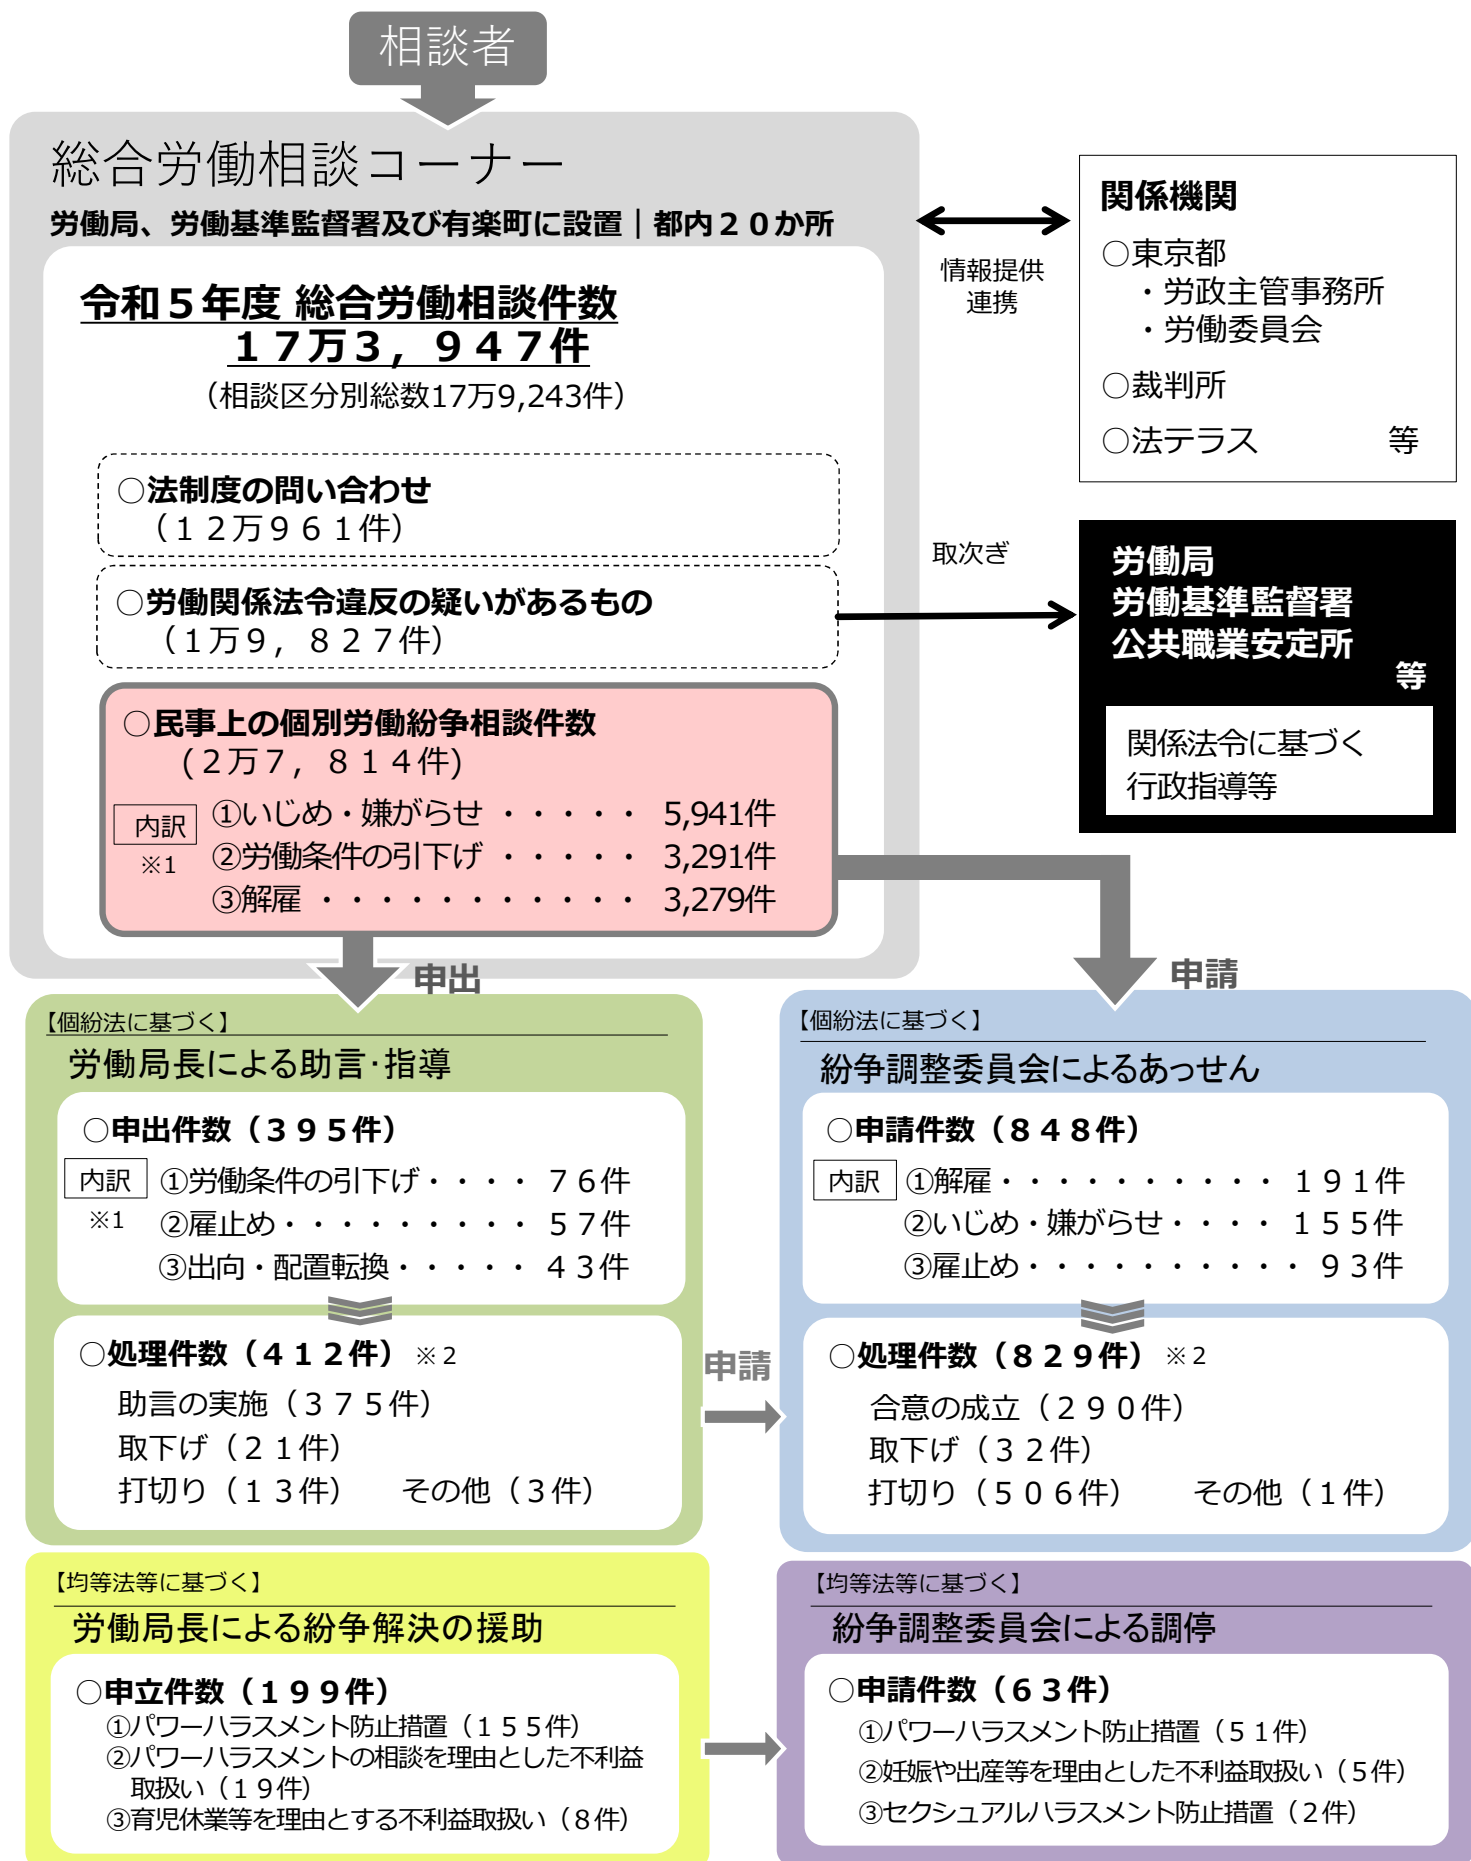 相談者
総合労働相談コーナー
労働局、労働基準監督署及び有楽町に設置｜都内２０か所
令和５年度 総合労働相談件数
１７万３，９４７件
（相談区分別総数17万9,243件）
○法制度の問い合わせ
（１２万９６１件）
○労働関係法令違反の疑いがあるもの
（１万９，８２７件）
○民事上の個別労働紛争相談件数
(２万７，８１４件)
内訳
※1
①いじめ・嫌がらせ ・・・・・ 5,941件
②労働条件の引下げ ・・・・・ 3,291件
③解雇 ・・・・・・・・・・・ 3,279件
情報提供
連携
関係機関
○東京都
・労政主管事務所
・労働委員会
○裁判所
○法テラス 等
取次ぎ
労働局
労働基準監督署
公共職業安定所
等
関係法令に基づく
行政指導等
申出
申請
【個紛法に基づく】
労働局長による助言･指導
○申出件数（３９５件）
内訳
※1
①労働条件の引下げ・・・・ ７６件
②雇止め・・・・・・・・・ ５７件
③出向・配置転換・・・・・ ４３件
○処理件数（４１２件）※２
助言の実施（３７５件）
取下げ（２１件）
打切り（１３件） その他（３件）
申請
【個紛法に基づく】
紛争調整委員会によるあっせん
○申請件数（８４８件）
内訳
①解雇・・・・・・・・・・ １９１件
②いじめ・嫌がらせ・・・・ １５５件
③雇止め・・・・・・・・・・ ９３件
○処理件数（８２９件）※２
合意の成立（２９０件）
取下げ（３２件）
打切り（５０６件） その他（１件）
【均等法等に基づく】
労働局長による紛争解決の援助
○申立件数（１９９件）
①パワーハラスメント防止措置（１５５件）
②パワーハラスメントの相談を理由とした不利益
取扱い（１９件）
③育児休業等を理由とする不利益取扱い（８件）
【均等法等に基づく】
紛争調整委員会による調停
○申請件数（６３件）
①パワーハラスメント防止措置（５１件）
②妊娠や出産等を理由とした不利益取扱い（５件）
③セクシュアルハラスメント防止措置（２件）